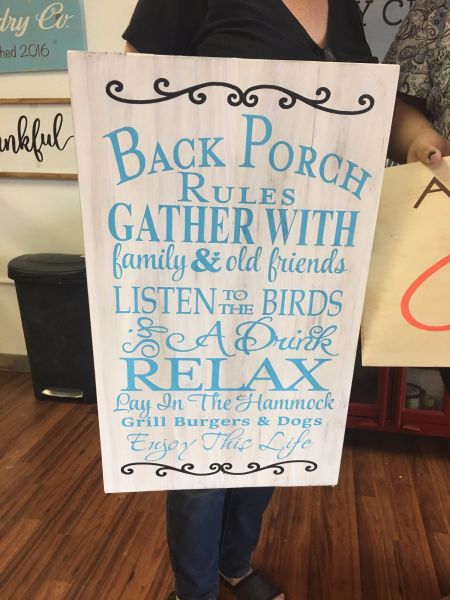 dry Co.
hed 2016
nkful
Back Porch
Rules
GATHER WITH
family & old friends
LISTEN TO THE BIRDS
Sip A Drink
RELAX
Lay In The Hammock
Grill Burgers & Dogs
Enjoy This Life
A